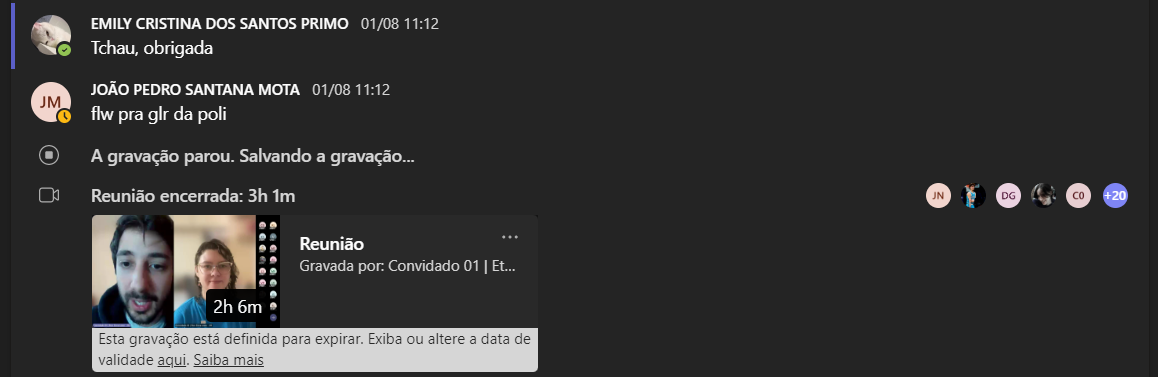 EMILY CRISTINA DOS SANTOS PRIMO 01/08 11:12
Tchau, obrigada
JM
JOÃO PEDRO SANTANA MOTA 01/08 11:12
flw pra glr da poli
A gravação parou. Salvando a gravação...
Reunião encerrada: 3h 1m
JN DG C0 +20
Reunião
Gravada por: Convidado 01 | Et...
2h 6m
Esta gravação está definida para expirar. Exiba ou altere a data de
validade aqui. Saiba mais